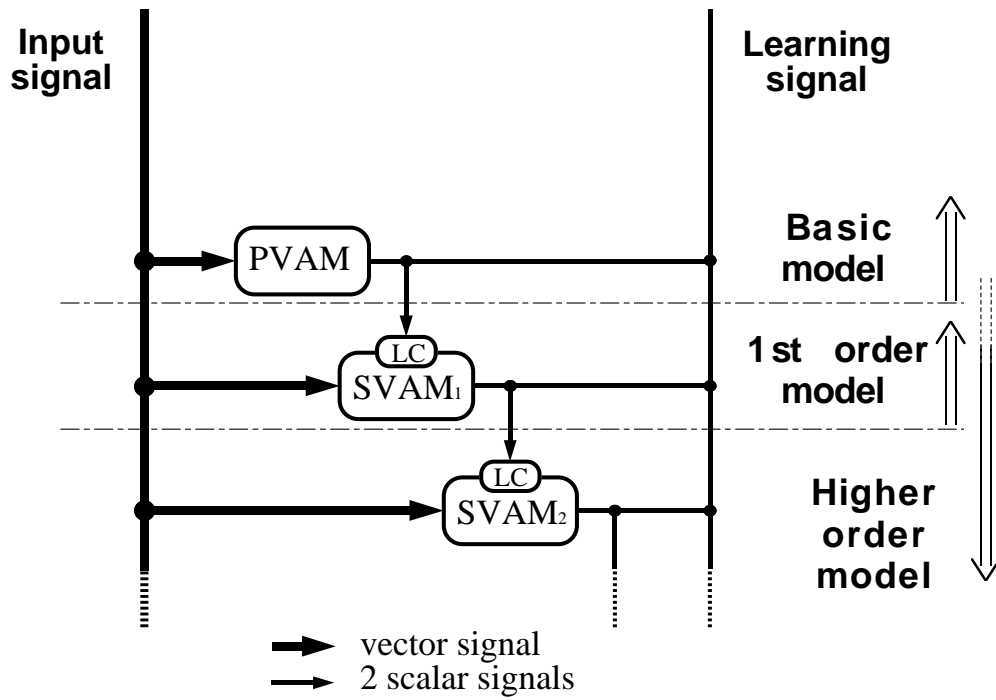 Input
signal
Learning
signal
Basic
model
PVAM
LC
SVAM1
1st order
model
LC
SVAM2
Higher
order
model
vector signal
2 scalar signals